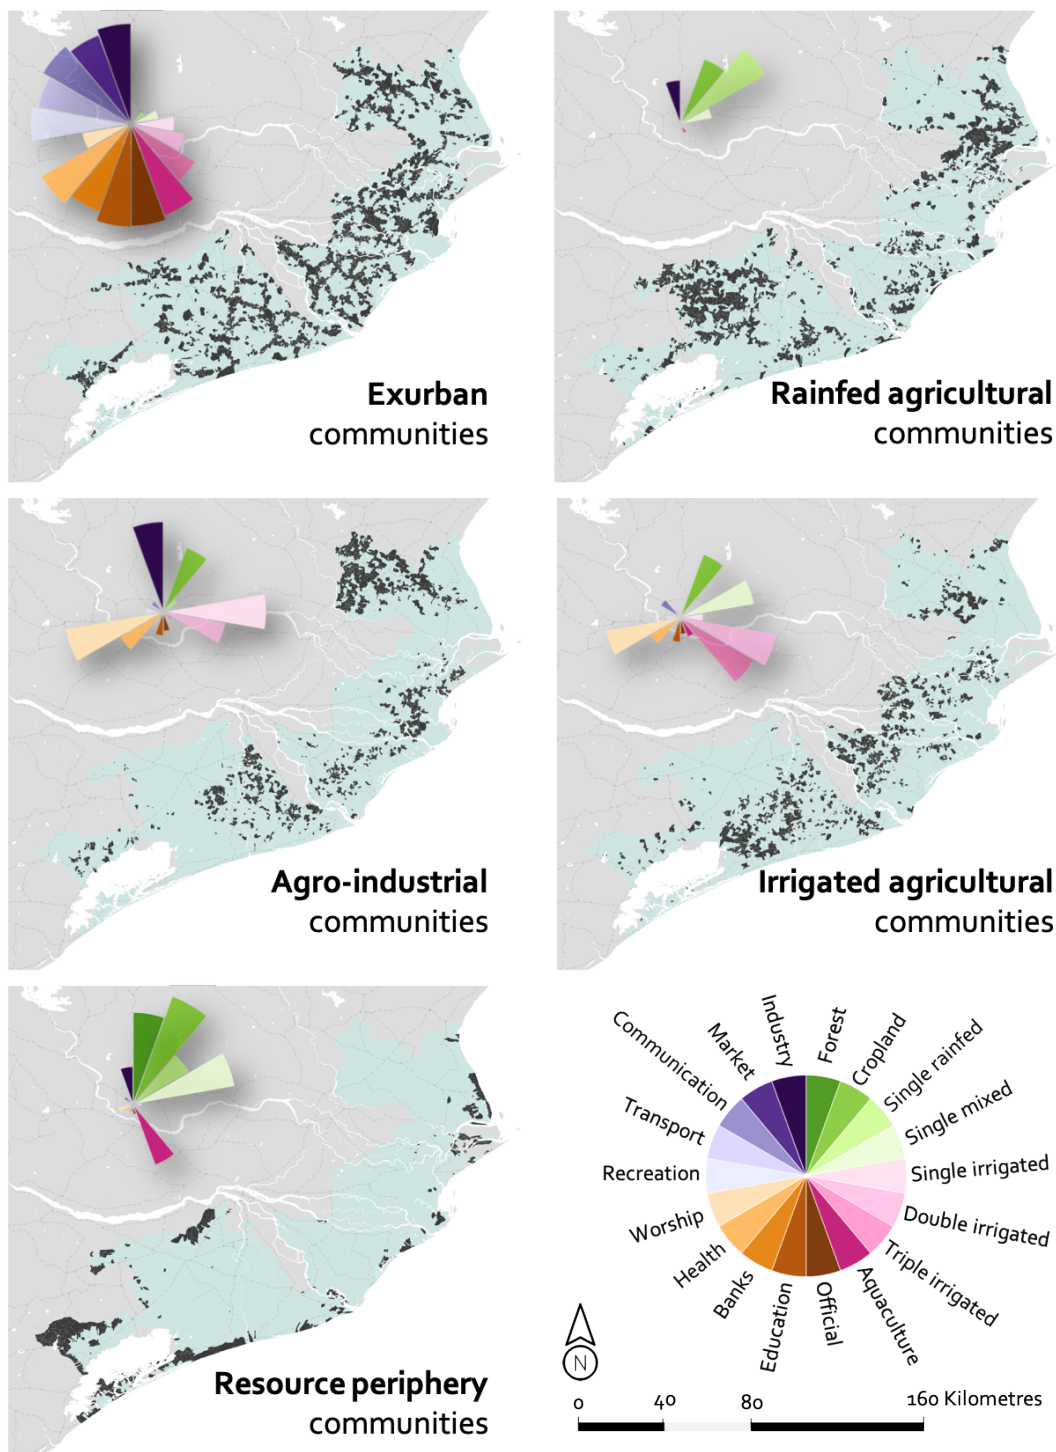 Exurban
communities
Rainfed agricultural
communities
Agro-industrial
communities
Irrigated agricultural
communities
Resource periphery
communities
Forest
Cropland
Single rainfed
Single mixed
Single irrigated
Double irrigated
Triple irrigated
Aquaculture
Official
Education
Banks
Health
Worship
Recreation
Transport
Communication
Market
Industry
N
0 40 80 160 Kilometres